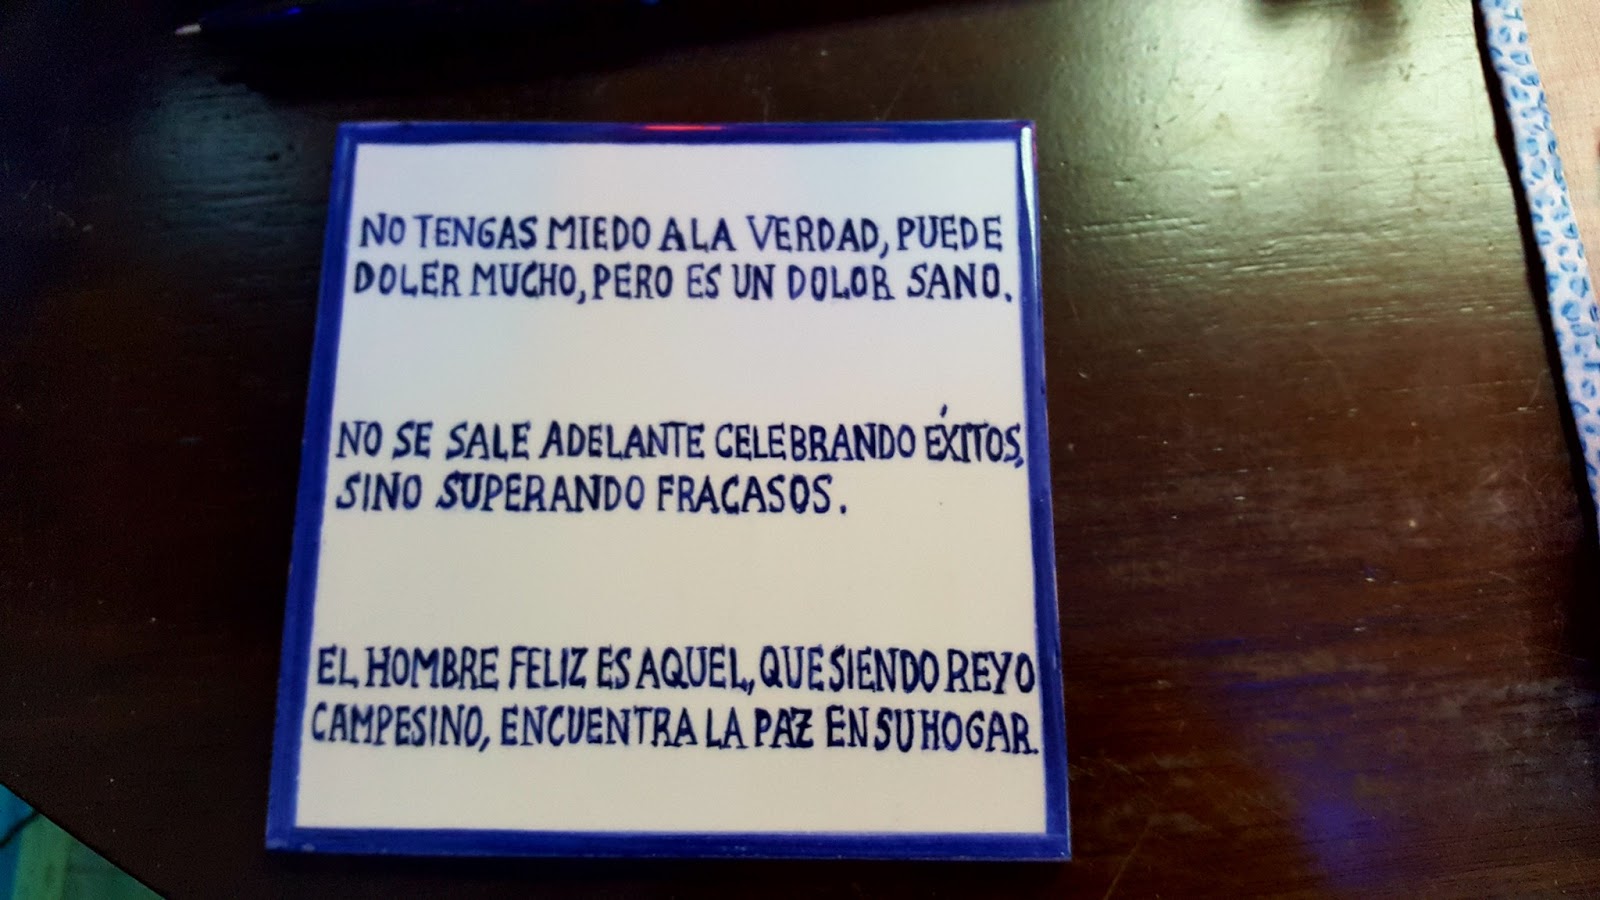 NO TENGAS MIEDO A LA VERDAD, PUEDE
DOLER MUCHO, PERO ES UN DOLOR SANO.
NO SE SALE ADELANTE CELEBRANDO ÉXITOS,
SINO SUPERANDO FRACASOS.
EL HOMBRE FELIZ ES AQUEL, QUE SIENDO REY O
CAMPESINO, ENCUENTRA LA PAZ EN SU HOGAR.